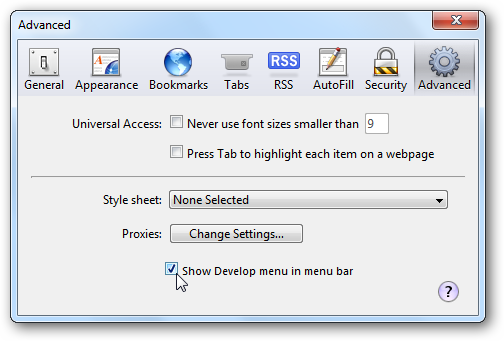 Advanced
RSS
General Appearance Bookmarks Tabs RSS AutoFill Security Advanced
Universal Access: Never use font sizes smaller than 9
Press Tab to highlight each item on a webpage
Style sheet: None Selected
Proxies: Change Settings...
Show Develop menu in menu bar
?